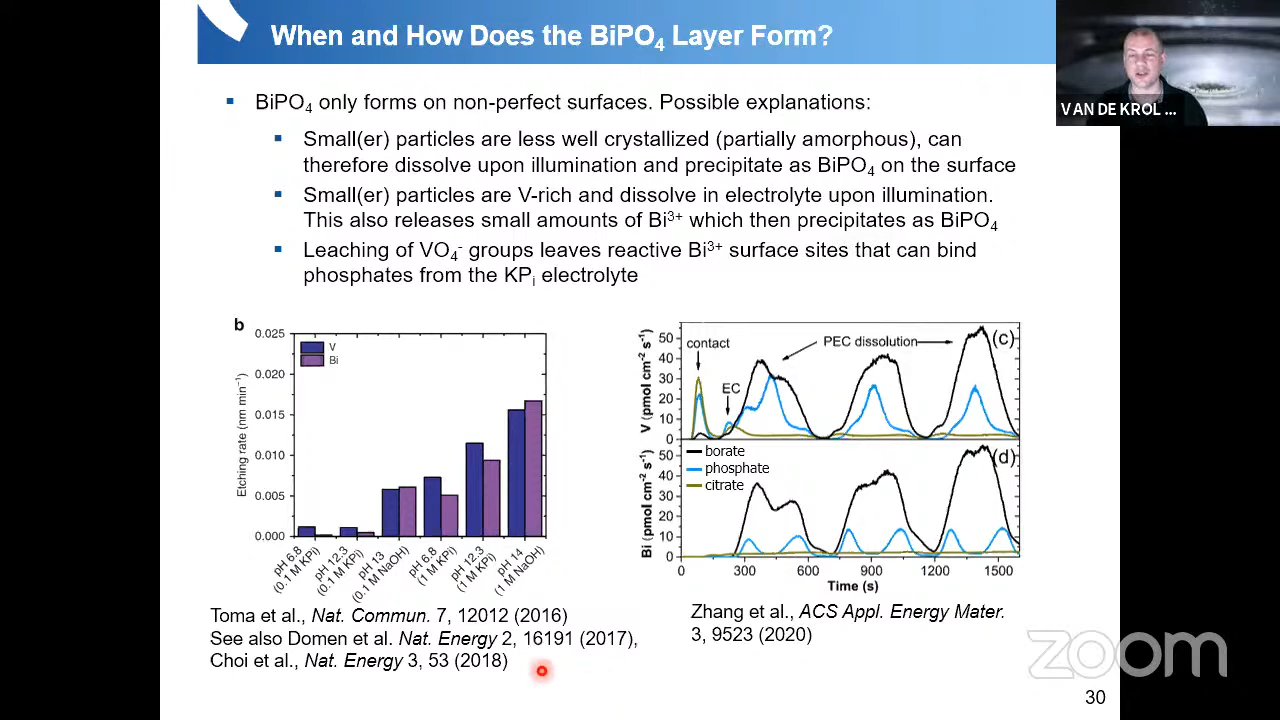 When and How Does the BiPO₄ Layer Form?
VAN DE KROL ...
▪ BiPO₄ only forms on non-perfect surfaces. Possible explanations:
▪ Small(er) particles are less well crystallized (partially amorphous), can
therefore dissolve upon illumination and precipitate as BiPO₄ on the surface
▪ Small(er) particles are V-rich and dissolve in electrolyte upon illumination.
This also releases small amounts of Bi³⁺ which then precipitates as BiPO₄
▪ Leaching of VO₄⁻ groups leaves reactive Bi³⁺ surface sites that can bind
phosphates from the KPᵢ electrolyte
b
Etching rate (nm min⁻¹)
0.025
0.020
0.015
0.010
0.005
0.000
V
Bi
pH 6.8
(0.1 M KPi)
pH 12.3
(0.1 M KPi)
pH 13
(0.1 M NaOH)
pH 6.8
(1 M KPi)
pH 12.3
(1 M KPi)
pH 14
(1 M NaOH)
V (pmol cm⁻² s⁻¹)
50
40
30
20
10
0
contact
EC
PEC dissolution
(c)
borate
phosphate
citrate
(d)
Bi (pmol cm⁻² s⁻¹)
50
40
30
20
10
0
0 300 600 900 1200 1500
Time (s)
Toma et al., Nat. Commun. 7, 12012 (2016)
See also Domen et al. Nat. Energy 2, 16191 (2017),
Choi et al., Nat. Energy 3, 53 (2018)
Zhang et al., ACS Appl. Energy Mater.
3, 9523 (2020)
zoom
30